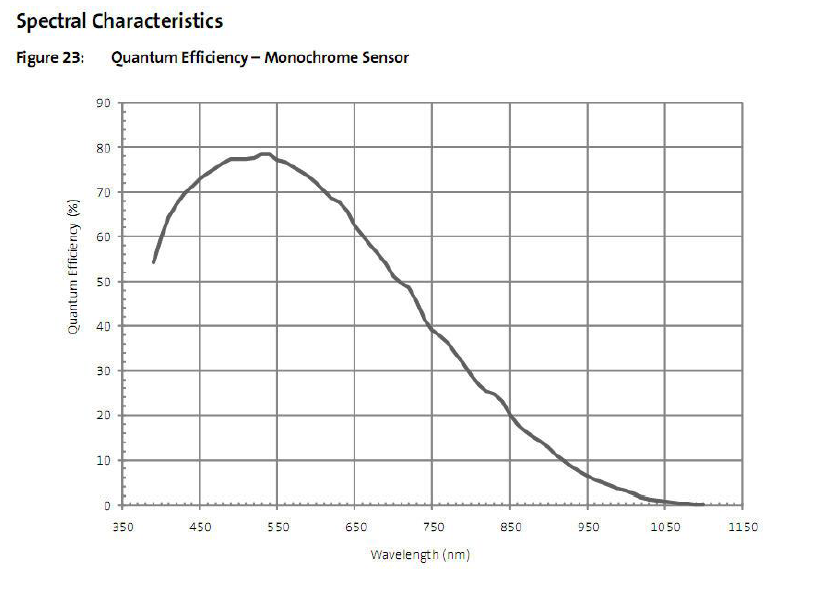 Spectral Characteristics
Figure 23: Quantum Efficiency – Monochrome Sensor
90
80
70
60
50
40
30
20
10
0
Quantum Efficiency (%)
350 450 550 650 750 850 950 1050 1150
Wavelength (nm)